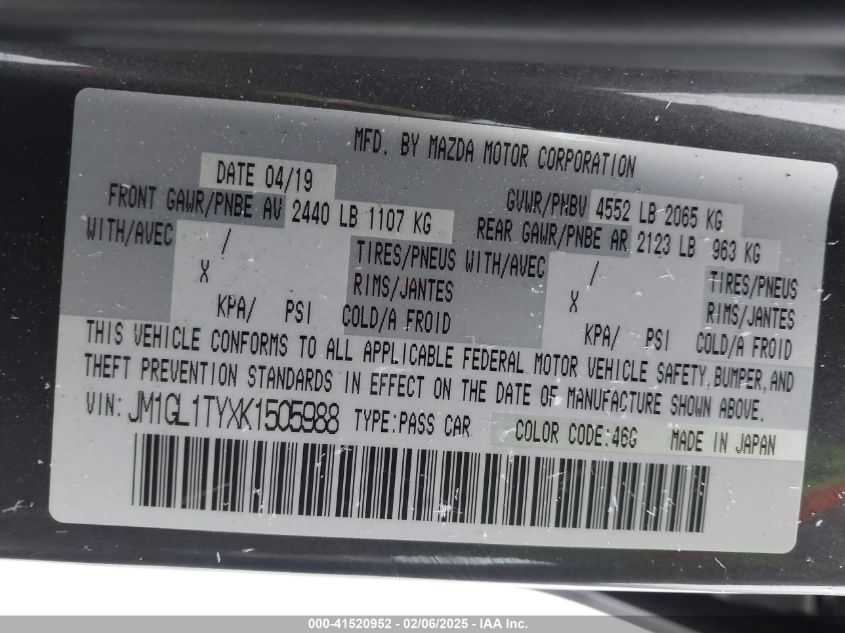 MFD. BY MAZDA MOTOR CORPORATION
DATE 04/19 GVWR/PNBV 4552 LB 2065 KG
FRONT GAWR/PNBE AV 2440 LB 1107 KG REAR GAWR/PNBE AR 2123 LB 963 KG
WITH/AVEC / TIRES/PNEUS WITH/AVEC / TIRES/PNEUS
X RIMS/JANTES X RIMS/JANTES
KPA/ PSI COLD/A FROID KPA/ PSI COLD/A FROID
THIS VEHICLE CONFORMS TO ALL APPLICABLE FEDERAL MOTOR VEHICLE SAFETY, BUMPER, AND
THEFT PREVENTION STANDARDS IN EFFECT ON THE DATE OF MANUFACTURE SHOWN ABOVE.
VIN: JM1GL1TYXK1505988 TYPE:PASS CAR COLOR CODE:46G MADE IN JAPAN
000-41520952 - 02/06/2025 - IAA Inc.